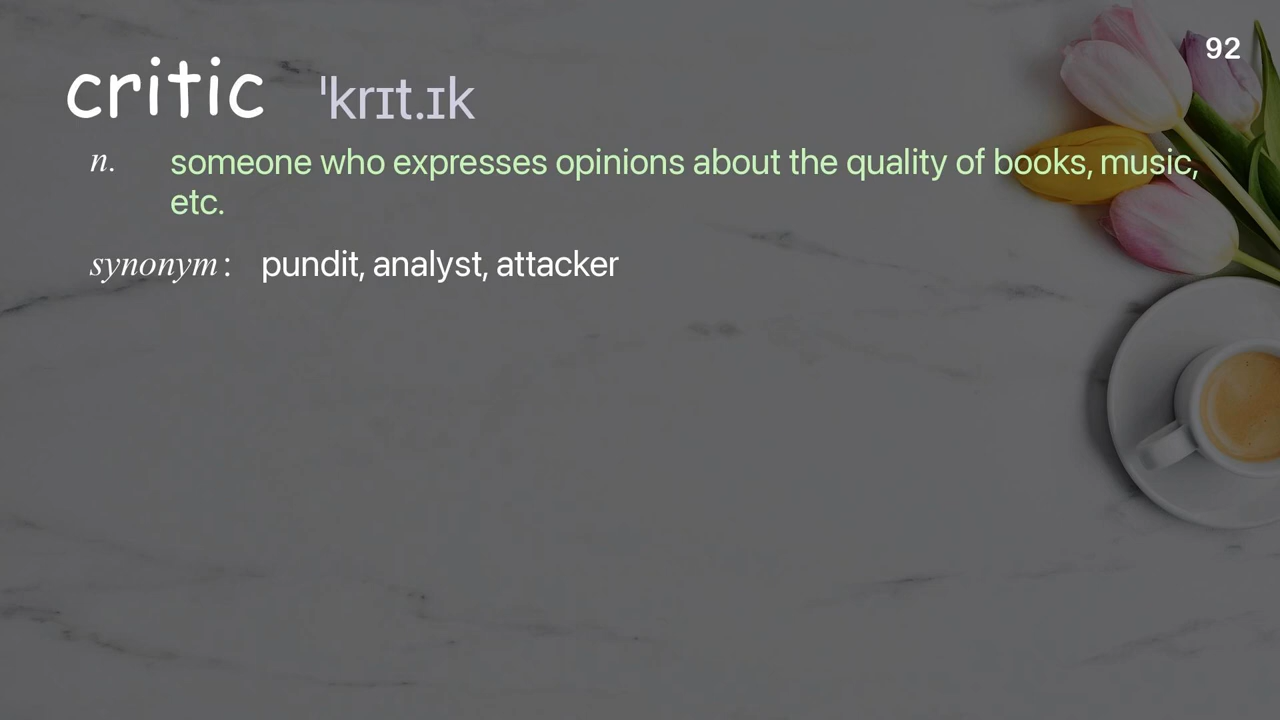 92
critic ˈkrɪt.ɪk
n. someone who expresses opinions about the quality of books, music,
etc.
synonym: pundit, analyst, attacker